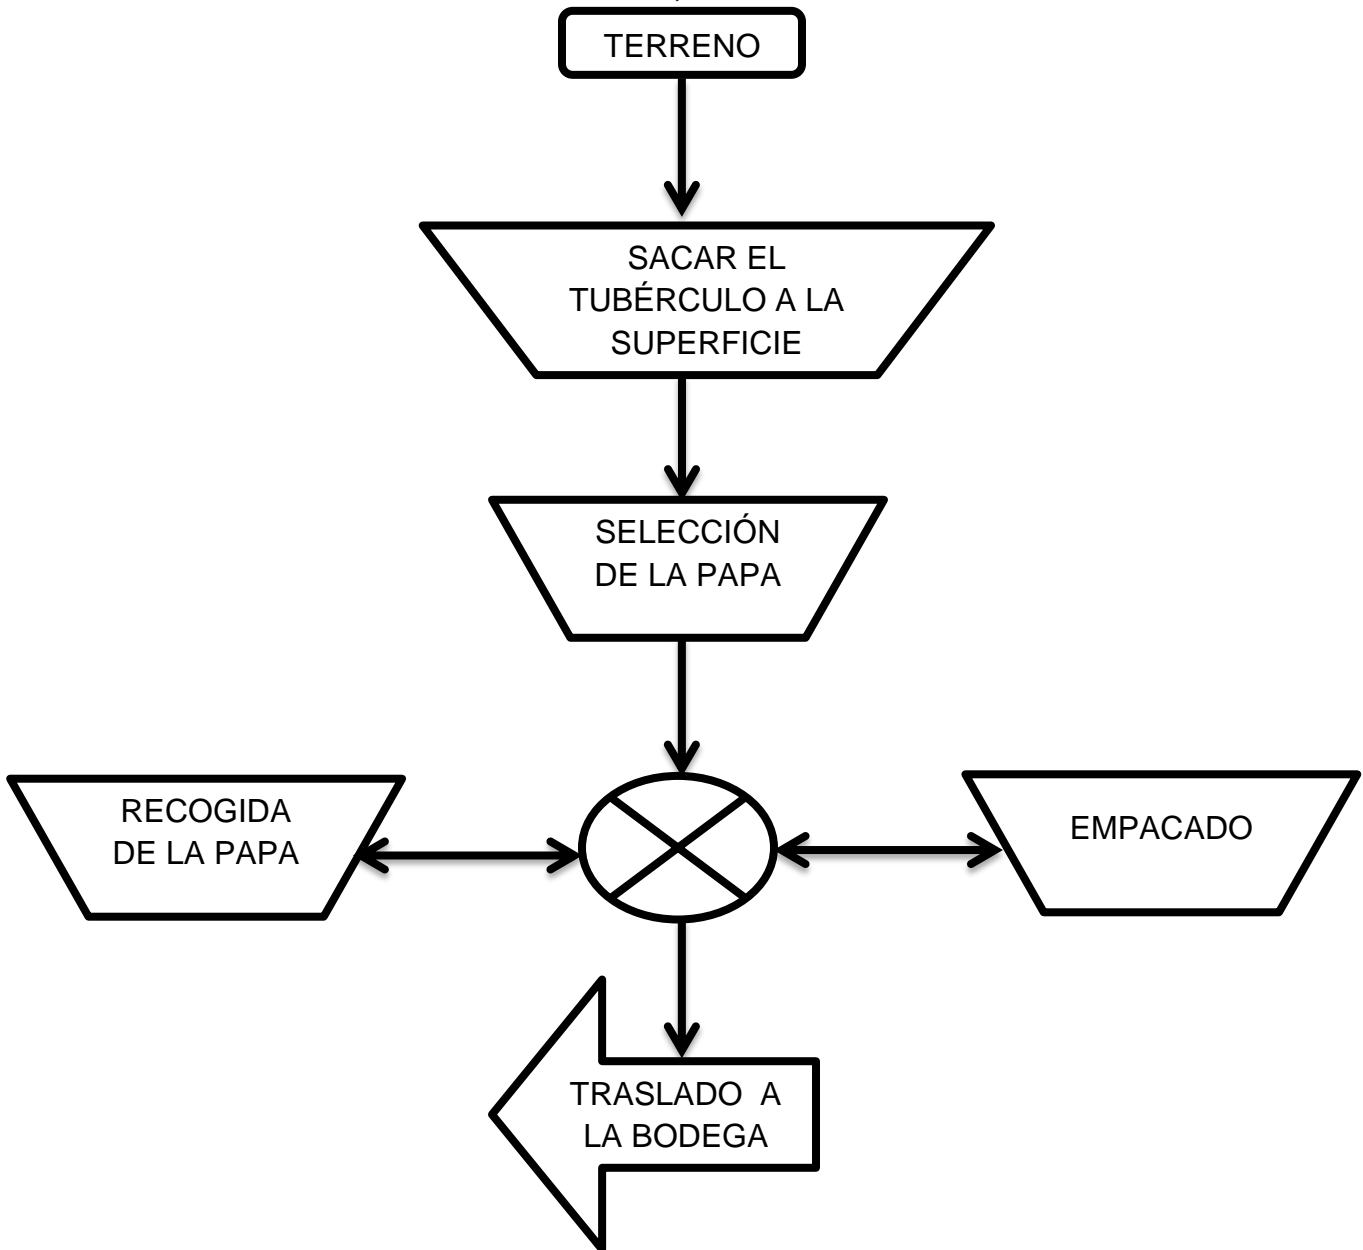 TERRENO
SACAR EL
TUBÉRCULO A LA
SUPERFICIE
SELECCIÓN
DE LA PAPA
RECOGIDA
DE LA PAPA
EMPACADO
TRASLADO  A
LA BODEGA